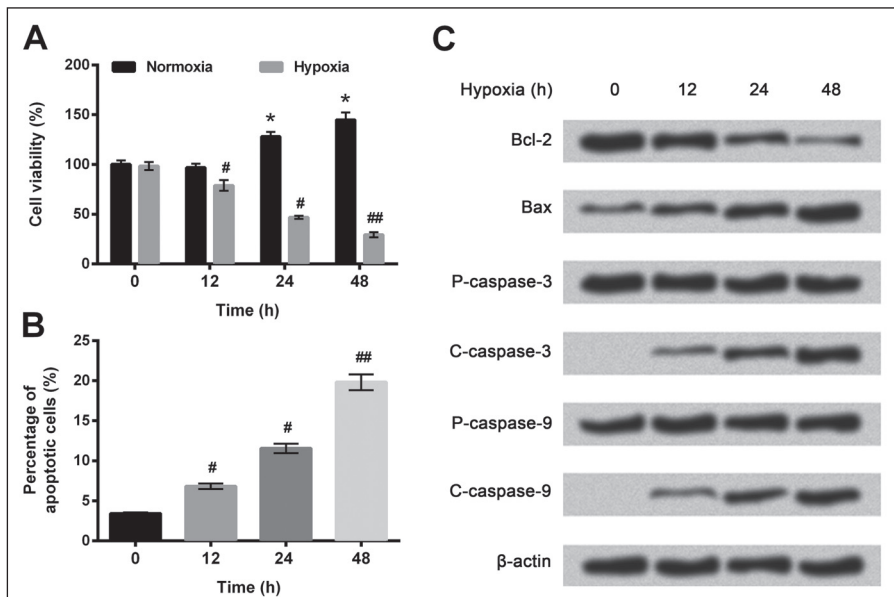 A
Normoxia Hypoxia
Cell viability (%)
200
150
100
50
0
* *
# # ##
0 12 24 48
Time (h)
B
Percentage of
apoptotic cells (%)
25
20
15
10
5
0
# # ##
0 12 24 48
Time (h)
C
Hypoxia (h) 0 12 24 48
Bcl-2
Bax
P-caspase-3
C-caspase-3
P-caspase-9
C-caspase-9
β-actin